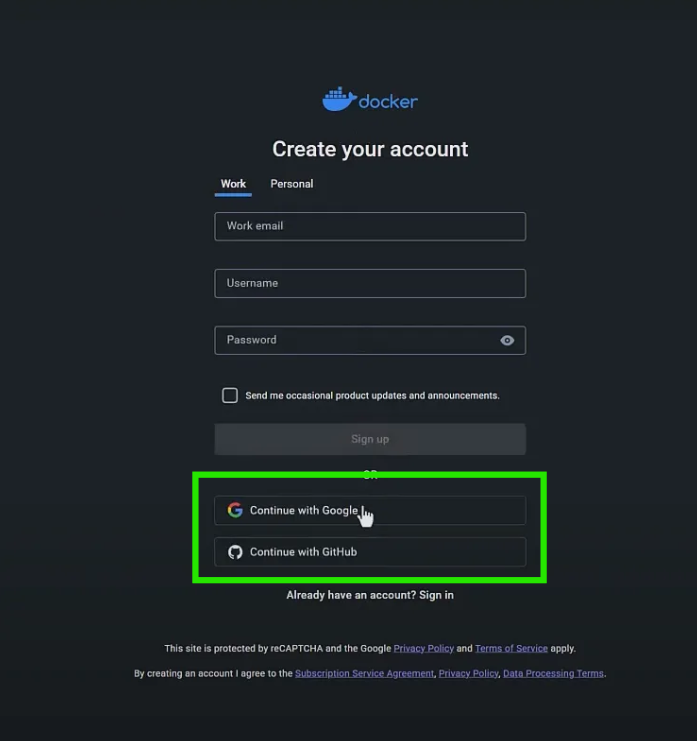 docker
Create your account
Work Personal
Work email
Username
Password
Send me occasional product updates and announcements.
Sign up
OR
Continue with Google
Continue with GitHub
Already have an account? Sign in
This site is protected by reCAPTCHA and the Google Privacy Policy and Terms of Service apply.
By creating an account I agree to the Subscription Service Agreement, Privacy Policy, Data Processing Terms.